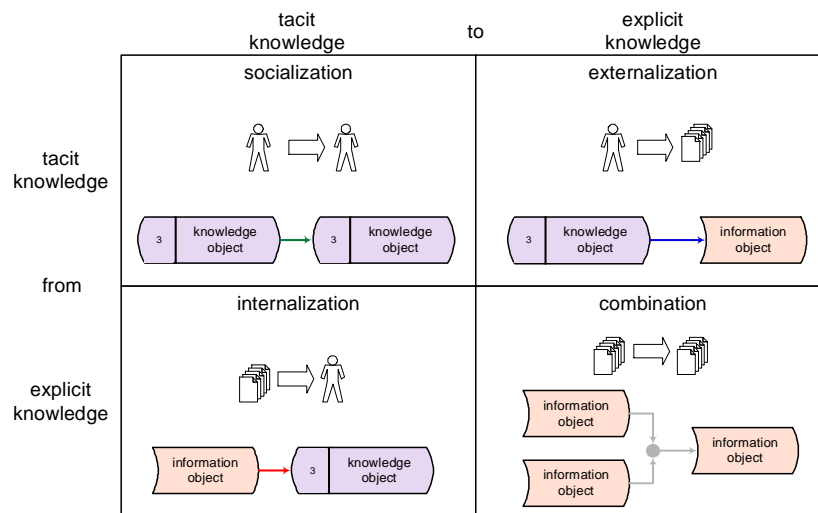 tacit
knowledge
to
explicit
knowledge
socialization
externalization
tacit
knowledge
3
knowledge
object
3
knowledge
object
3
knowledge
object
information
object
from
internalization
combination
explicit
knowledge
information
object
3
knowledge
object
information
object
information
object
information
object